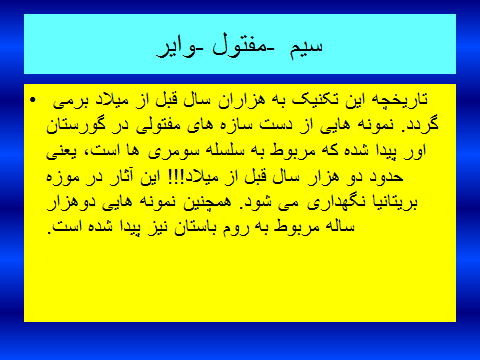 سیم -مفتول -وایر
• تاریخچه این تکنیک به هزاران سال قبل از میلاد برمی
گردد. نمونه هایی از دست سازه های مفتولی در گورستان
اور پیدا شده که مربوط به سلسله سومری ها است، یعنی
حدود دو هزار سال قبل از میلاد!!! این آثار در موزه
بریتانیا نگهداری می شود. همچنین نمونه هایی دوهزار
ساله مربوط به روم باستان نیز پیدا شده است.